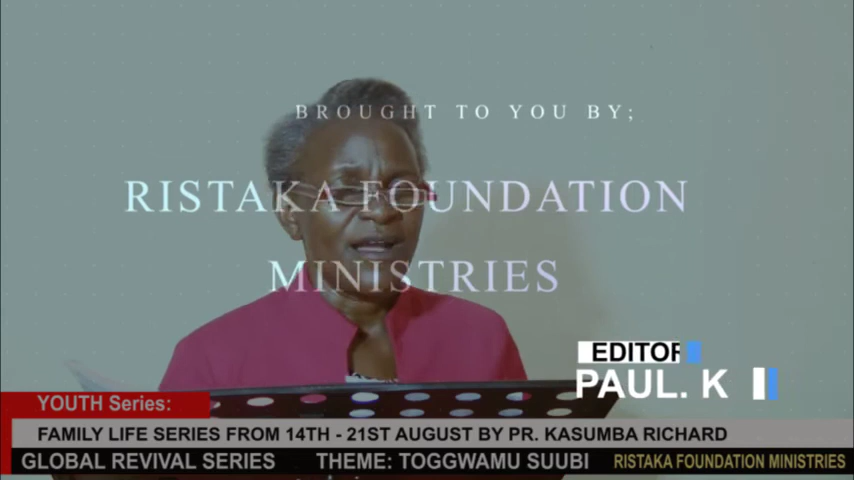 BROUGHT TO YOU BY;
RISTAKA FOUNDATION
MINISTRIES
EDITOR
PAUL. K
YOUTH Series:
FAMILY LIFE SERIES FROM 14TH - 21ST AUGUST BY PR. KASUMBA RICHARD
GLOBAL REVIVAL SERIES THEME: TOGGWAMU SUUBI RISTAKA FOUNDATION MINISTRIES